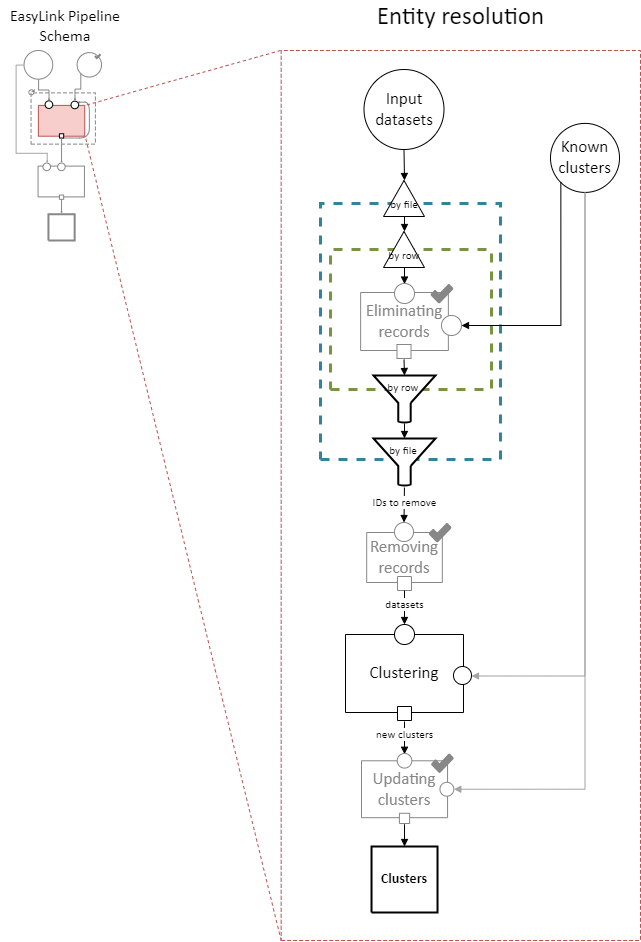 EasyLink Pipeline
Schema
Entity resolution
Input
datasets
Known
clusters
by file
by row
Eliminating
records
by row
by file
IDs to remove
Removing
records
datasets
Clustering
new clusters
Updating
clusters
Clusters